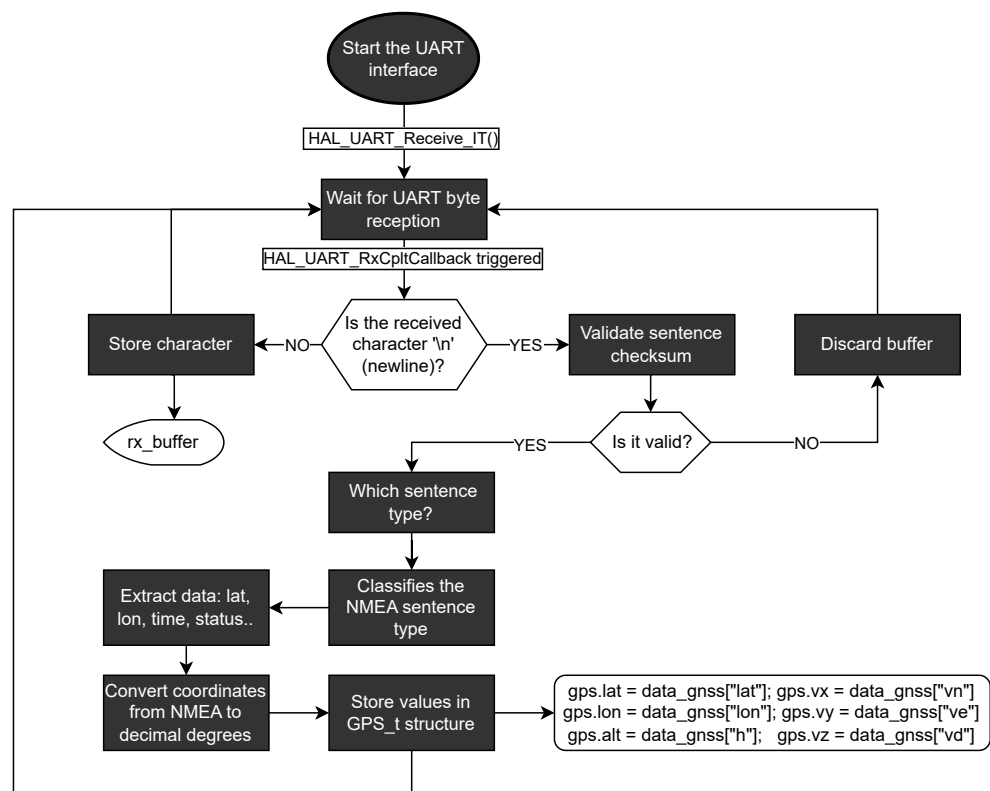 Start the UART
interface
HAL_UART_Receive_IT()
Wait for UART byte
reception
HAL_UART_RxCpltCallback triggered
Is the received
character '\n'
(newline)?
NO
YES
Store character
Validate sentence
checksum
Discard buffer
rx_buffer
Is it valid?
YES
NO
Which sentence
type?
Classifies the
NMEA sentence
type
Extract data: lat,
lon, time, status..
Convert coordinates
from NMEA to
decimal degrees
Store values in
GPS_t structure
gps.lat = data_gnss["lat"]; gps.vx = data_gnss["vn"]
gps.lon = data_gnss["lon"]; gps.vy = data_gnss["ve"]
gps.alt = data_gnss["h"]; gps.vz = data_gnss["vd"]